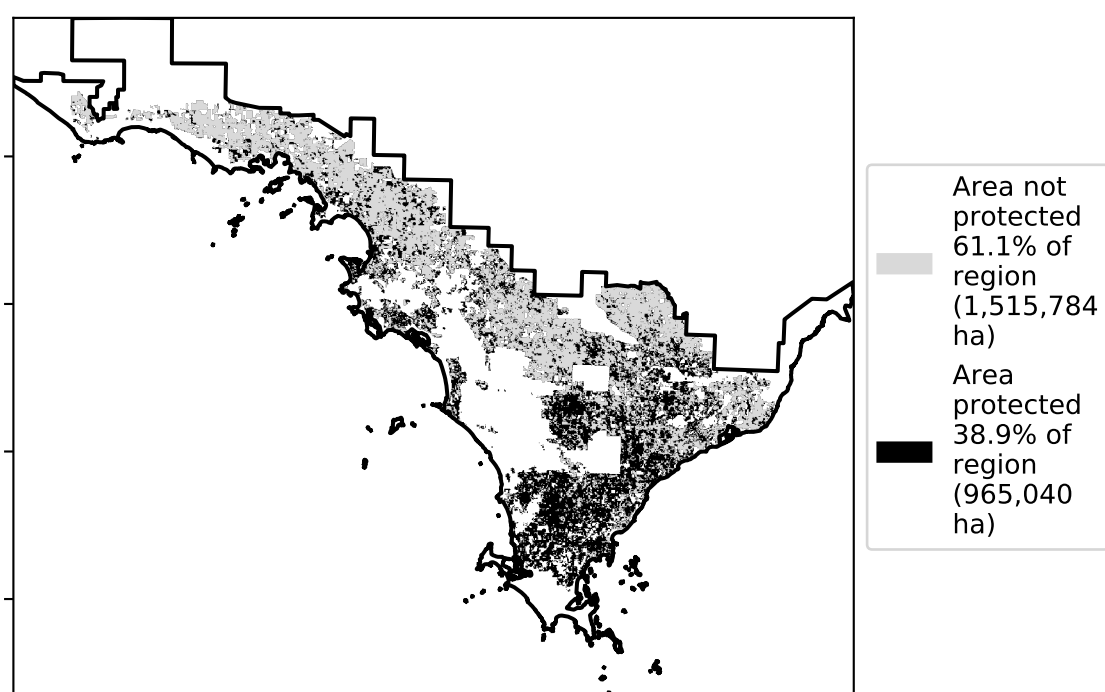 Area not
protected
61.1% of
region
(1,515,784
ha)
Area
protected
38.9% of
region
(965,040
ha)